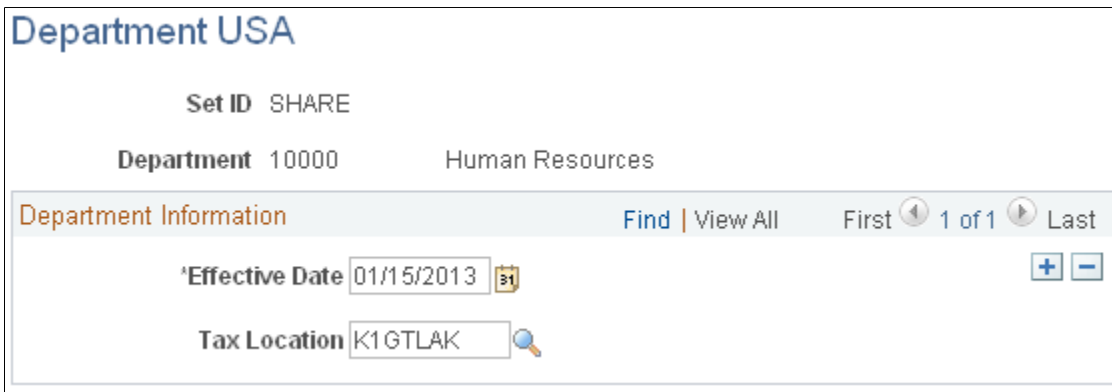 Department USA
Set ID SHARE
Department 10000 Human Resources
Department Information Find | View All First 1 of 1 Last
*Effective Date 01/15/2013 31
Tax Location K1GTLAK